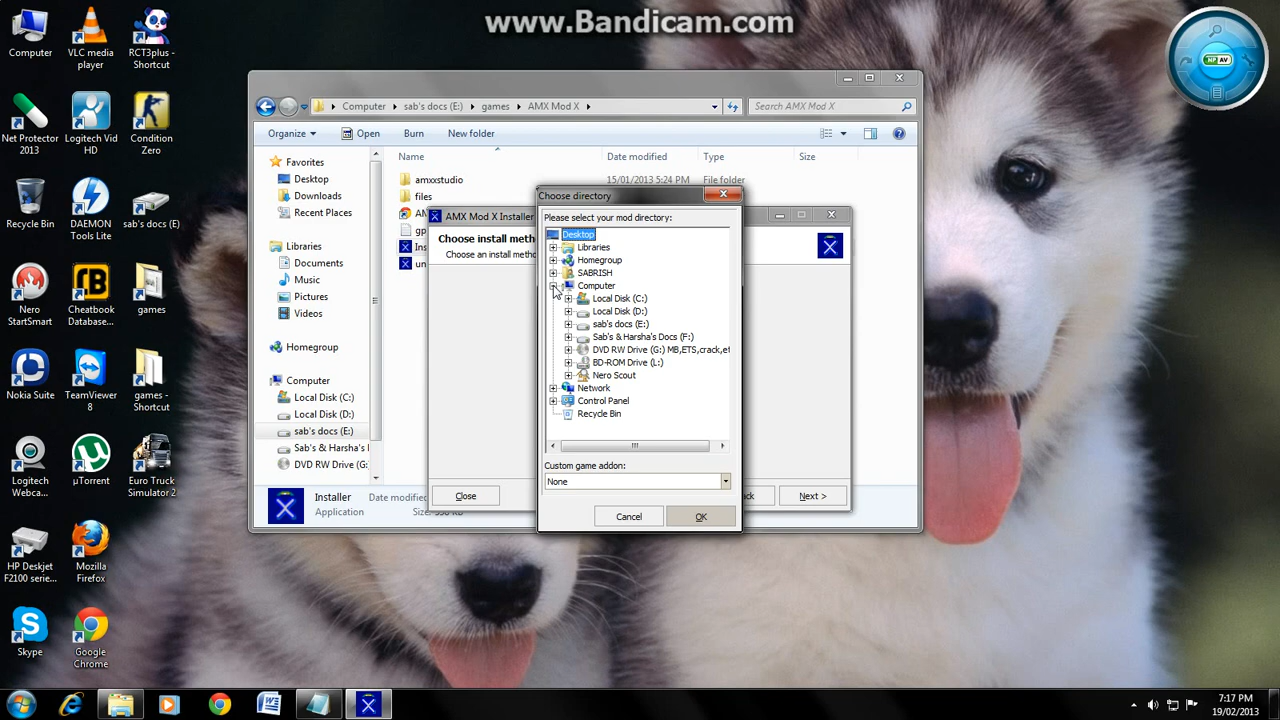 www.Bandicam.com
Computer
VLC media
player
RCT3plus -
Shortcut
Net Protector
2013
Logitech Vid
HD
Condition
Zero
Recycle Bin
DAEMON
Tools Lite
sab's docs (E)
Nero
StartSmart
Cheatbook
Database...
games
Nokia Suite
TeamViewer
8
games -
Shortcut
Logitech
Webca...
µTorrent
Euro Truck
Simulator 2
HP Deskjet
F2100 serie...
Mozilla
Firefox
Skype
Google
Chrome
HP AV
Computer
sab's docs (E:)
games
AMX Mod X
Search AMX Mod X
Organize
Open
Burn
New folder
Favorites
Desktop
Downloads
Recent Places
Libraries
Documents
Music
Pictures
Videos
Homegroup
Computer
Local Disk (C:)
Local Disk (D:)
sab's docs (E:)
Sab's & Harsha's
DVD RW Drive (G:
Name
Date modified
Type
Size
amxxstudio
15/01/2013 5:24 PM
File folder
files
AM
gp
Ins
un
Installer
Date modified
Application
AMX Mod X Installer
Choose install meth
Choose an install metho
Close
ack
Next >
Choose directory
Please select your mod directory:
Desktop
Libraries
Homegroup
SABRISH
Computer
Local Disk (C:)
Local Disk (D:)
sab's docs (E:)
Sab's & Harsha's Docs (F:)
DVD RW Drive (G:) MB,ETS,crack,et
BD-ROM Drive (L:)
Nero Scout
Network
Control Panel
Recycle Bin
Custom game addon:
None
Cancel
OK
7:17 PM
19/02/2013